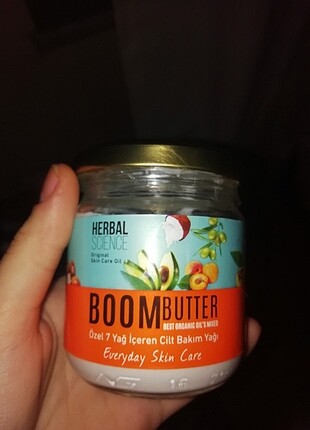 HERBAL
SCIENCE
Original
Skin Care Oil
BOOM BUTTER
BEST ORGANIC OIL'S MIXED
Özel 7 Yağ İçeren Cilt Bakım Yağı
Everyday Skin Care